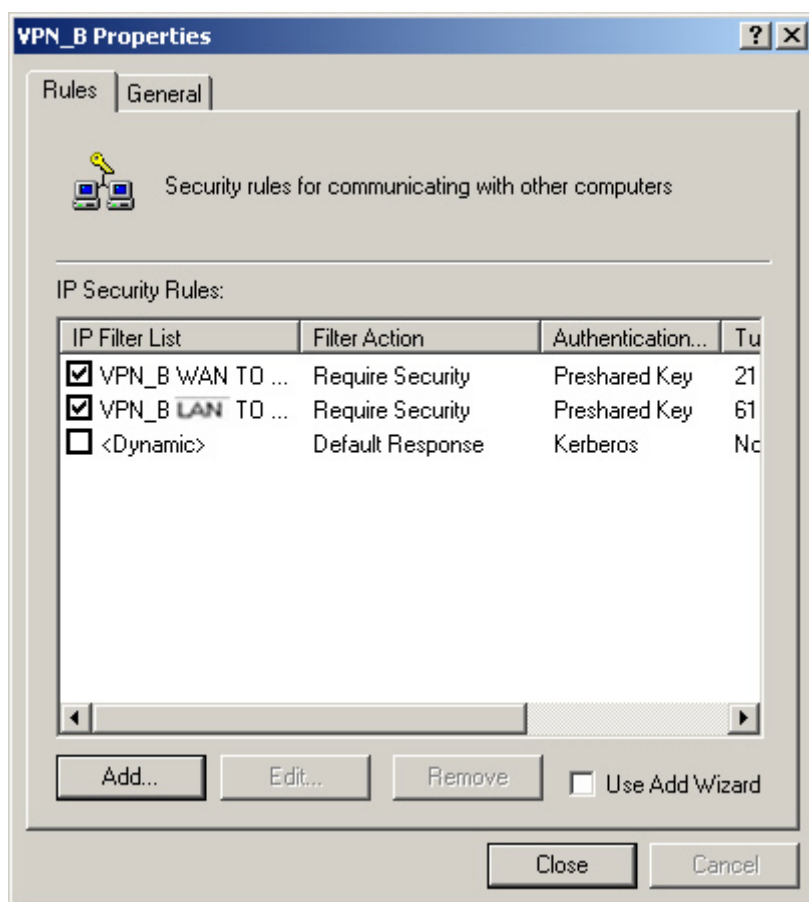 VPN_B Properties
Rules General
Security rules for communicating with other computers
IP Security Rules:
IP Filter List Filter Action Authentication... Tu
VPN_B WAN TO ... Require Security Preshared Key 21
VPN_B LAN TO ... Require Security Preshared Key 61
<Dynamic> Default Response Kerberos No
Add... Edit... Remove Use Add Wizard
Close Cancel